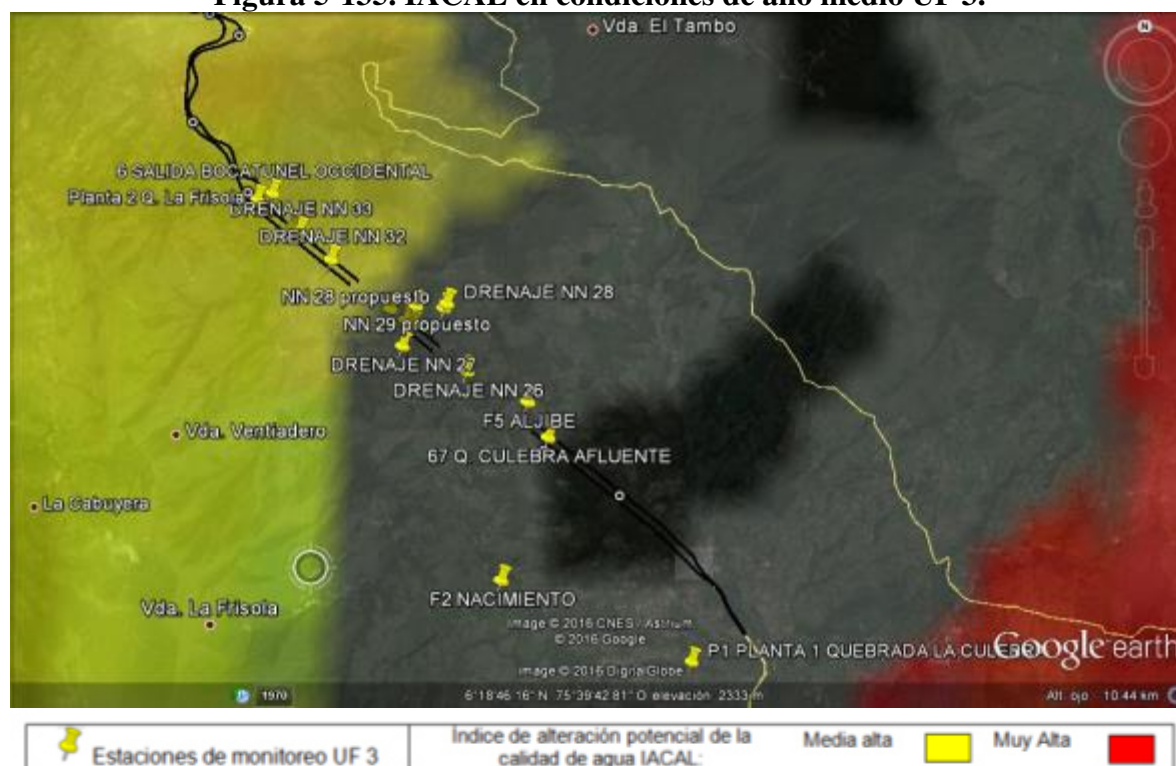 Figura 5-135. IACAL en condiciones de año medio UF 3.
Vda. El Tambo
N
6 SALIDA BOCATUNEL OCCIDENTAL
Planta 2 Q. La Frisola
DRENAJE NN 33
DRENAJE NN 32
NN 28 propuesto
DRENAJE NN 28
NN 29 propuesto
DRENAJE NN 27
DRENAJE NN 26
F5 ALJIBE
Vda. Ventiadero
67 Q. CULEBRA AFLUENTE
La Cabuyera
F2 NACIMIENTO
Vda. La Frisola
Image © 2016 CNES / Astrium
© 2016 Google
P1 PLANTA 1 QUEBRADA LA CULEBRA
Google earth
Image © 2016 DigitalGlobe
1970
6°18'46.16" N 75°39'42.81" O elevación 2333 m
Alt. ojo 10.44 km
Estaciones de monitoreo UF 3
Índice de alteración potencial de la
calidad de agua IACAL:
Media alta
Muy Alta